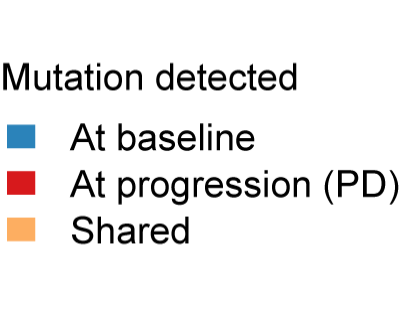 Mutation detected
At baseline
At progression (PD)
Shared